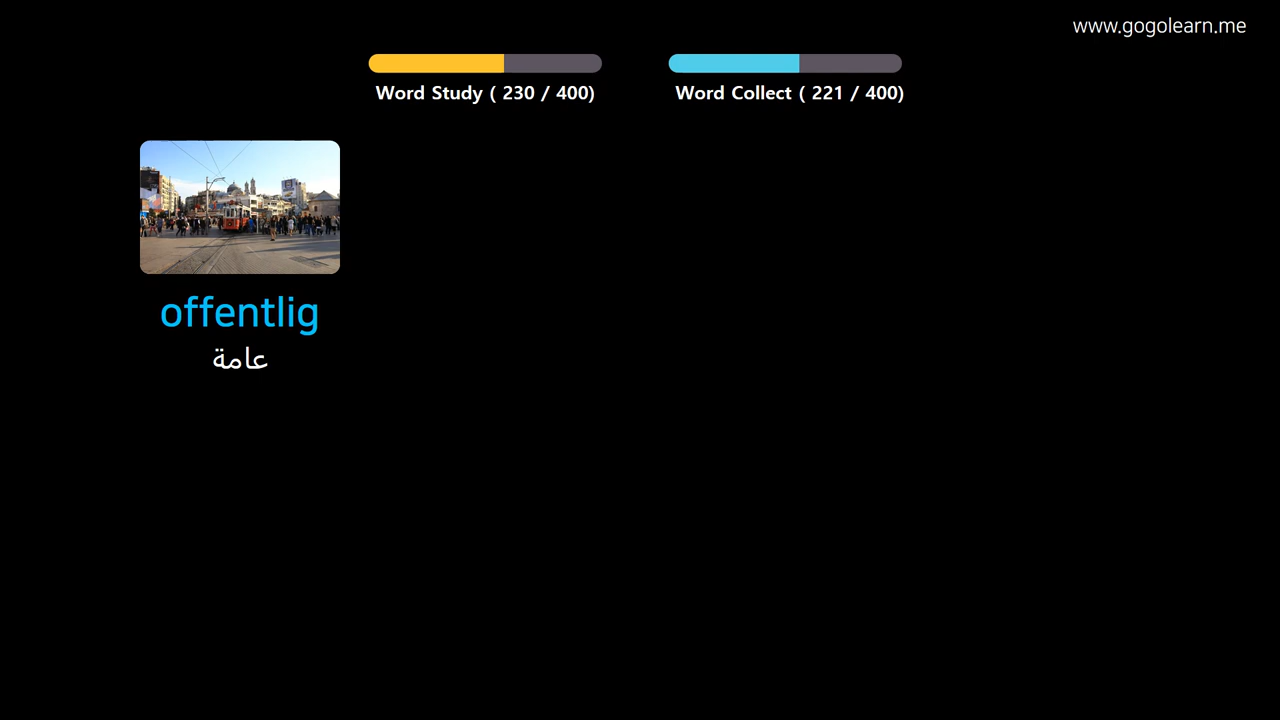 www.gogolearn.me
Word Study ( 230 / 400)
Word Collect ( 221 / 400)
offentlig
عامة